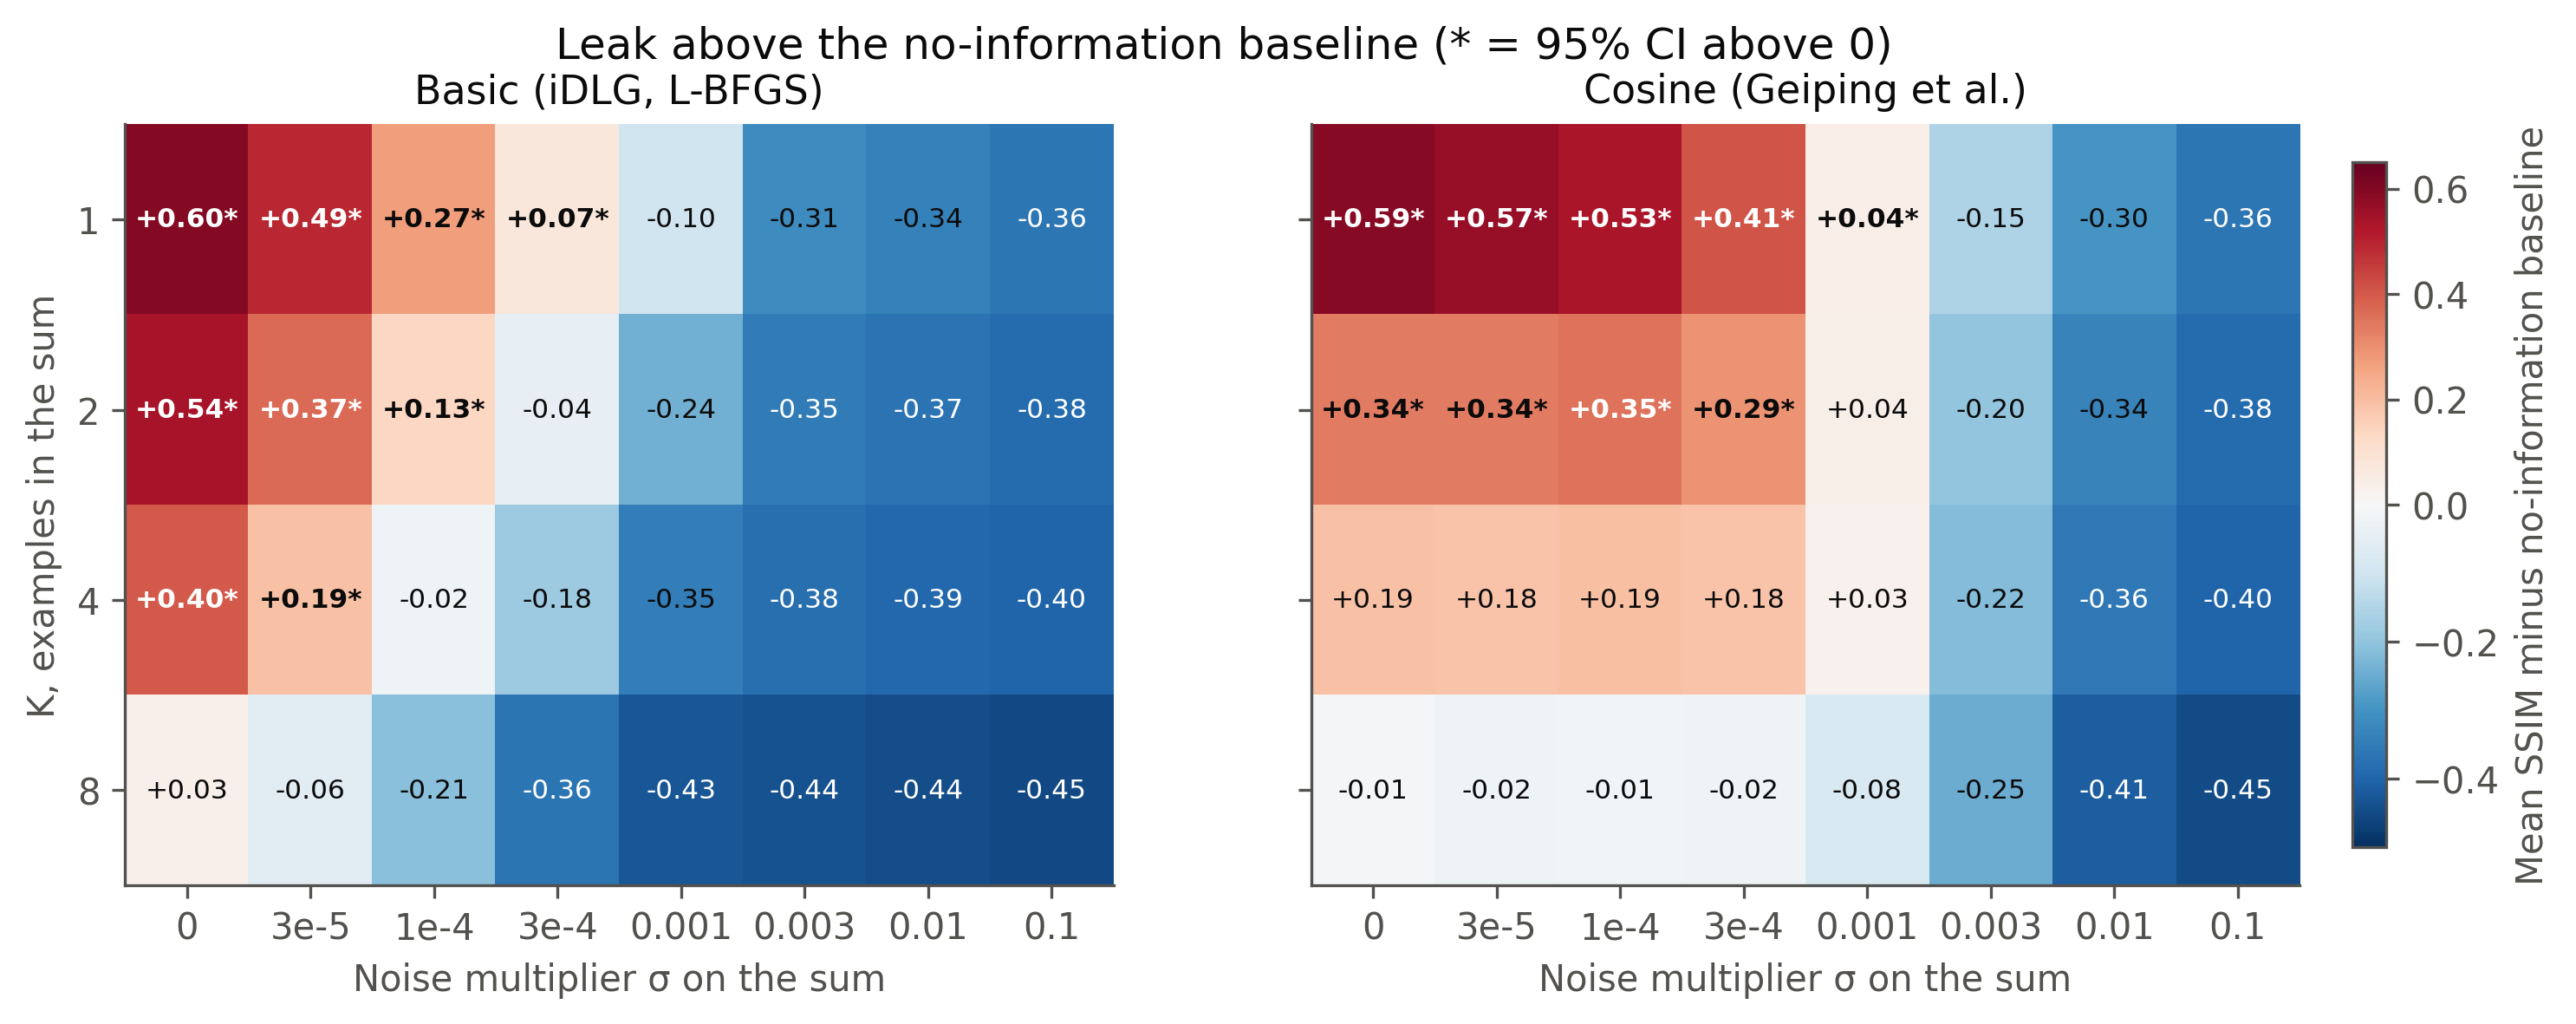 Leak above the no-information baseline (* = 95% CI above 0)
Basic (iDLG, L-BFGS)
K, examples in the sum
1
+0.60* +0.49* +0.27* +0.07* -0.10 -0.31 -0.34 -0.36
2
+0.54* +0.37* +0.13* -0.04 -0.24 -0.35 -0.37 -0.38
4
+0.40* +0.19* -0.02 -0.18 -0.35 -0.38 -0.39 -0.40
8
+0.03 -0.06 -0.21 -0.36 -0.43 -0.44 -0.44 -0.45
0 3e-5 1e-4 3e-4 0.001 0.003 0.01 0.1
Noise multiplier σ on the sum
Cosine (Geiping et al.)
+0.59* +0.57* +0.53* +0.41* +0.04* -0.15 -0.30 -0.36
+0.34* +0.34* +0.35* +0.29* +0.04 -0.20 -0.34 -0.38
+0.19 +0.18 +0.19 +0.18 +0.03 -0.22 -0.36 -0.40
-0.01 -0.02 -0.01 -0.02 -0.08 -0.25 -0.41 -0.45
0 3e-5 1e-4 3e-4 0.001 0.003 0.01 0.1
Noise multiplier σ on the sum
0.6
0.4
0.2
0.0
−0.2
−0.4
Mean SSIM minus no-information baseline